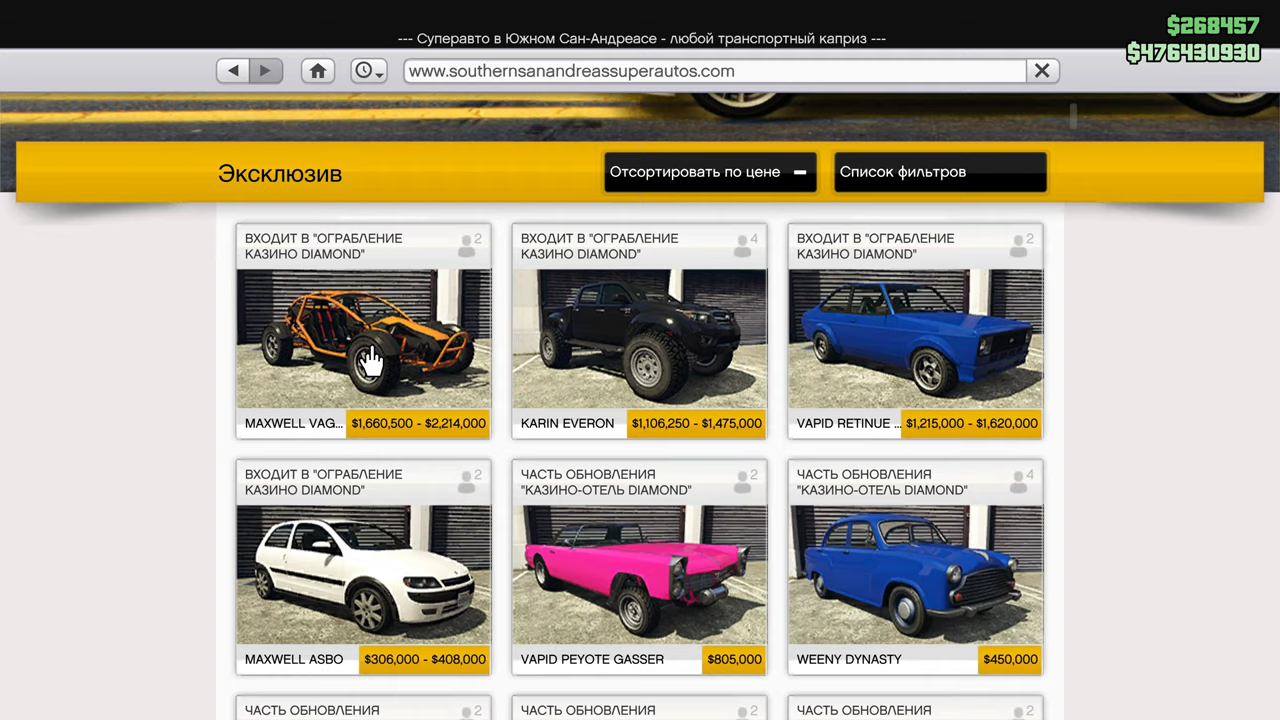 $268457
$476430930
--- Суперавто в Южном Сан-Андреасе - любой транспортный каприз ---
www.southernsanandreassuperautos.com
Эксклюзив
Отсортировать по цене
Список фильтров
ВХОДИТ В "ОГРАБЛЕНИЕ
КАЗИНО DIAMOND"
2
MAXWELL VAG... $1,660,500 - $2,214,000
ВХОДИТ В "ОГРАБЛЕНИЕ
КАЗИНО DIAMOND"
4
KARIN EVERON $1,106,250 - $1,475,000
ВХОДИТ В "ОГРАБЛЕНИЕ
КАЗИНО DIAMOND"
2
VAPID RETINUE ... $1,215,000 - $1,620,000
ВХОДИТ В "ОГРАБЛЕНИЕ
КАЗИНО DIAMOND"
2
MAXWELL ASBO $306,000 - $408,000
ЧАСТЬ ОБНОВЛЕНИЯ
"КАЗИНО-ОТЕЛЬ DIAMOND"
2
VAPID PEYOTE GASSER $805,000
ЧАСТЬ ОБНОВЛЕНИЯ
"КАЗИНО-ОТЕЛЬ DIAMOND"
4
WEENY DYNASTY $450,000
ЧАСТЬ ОБНОВЛЕНИЯ 2
ЧАСТЬ ОБНОВЛЕНИЯ 2
ЧАСТЬ ОБНОВЛЕНИЯ 2